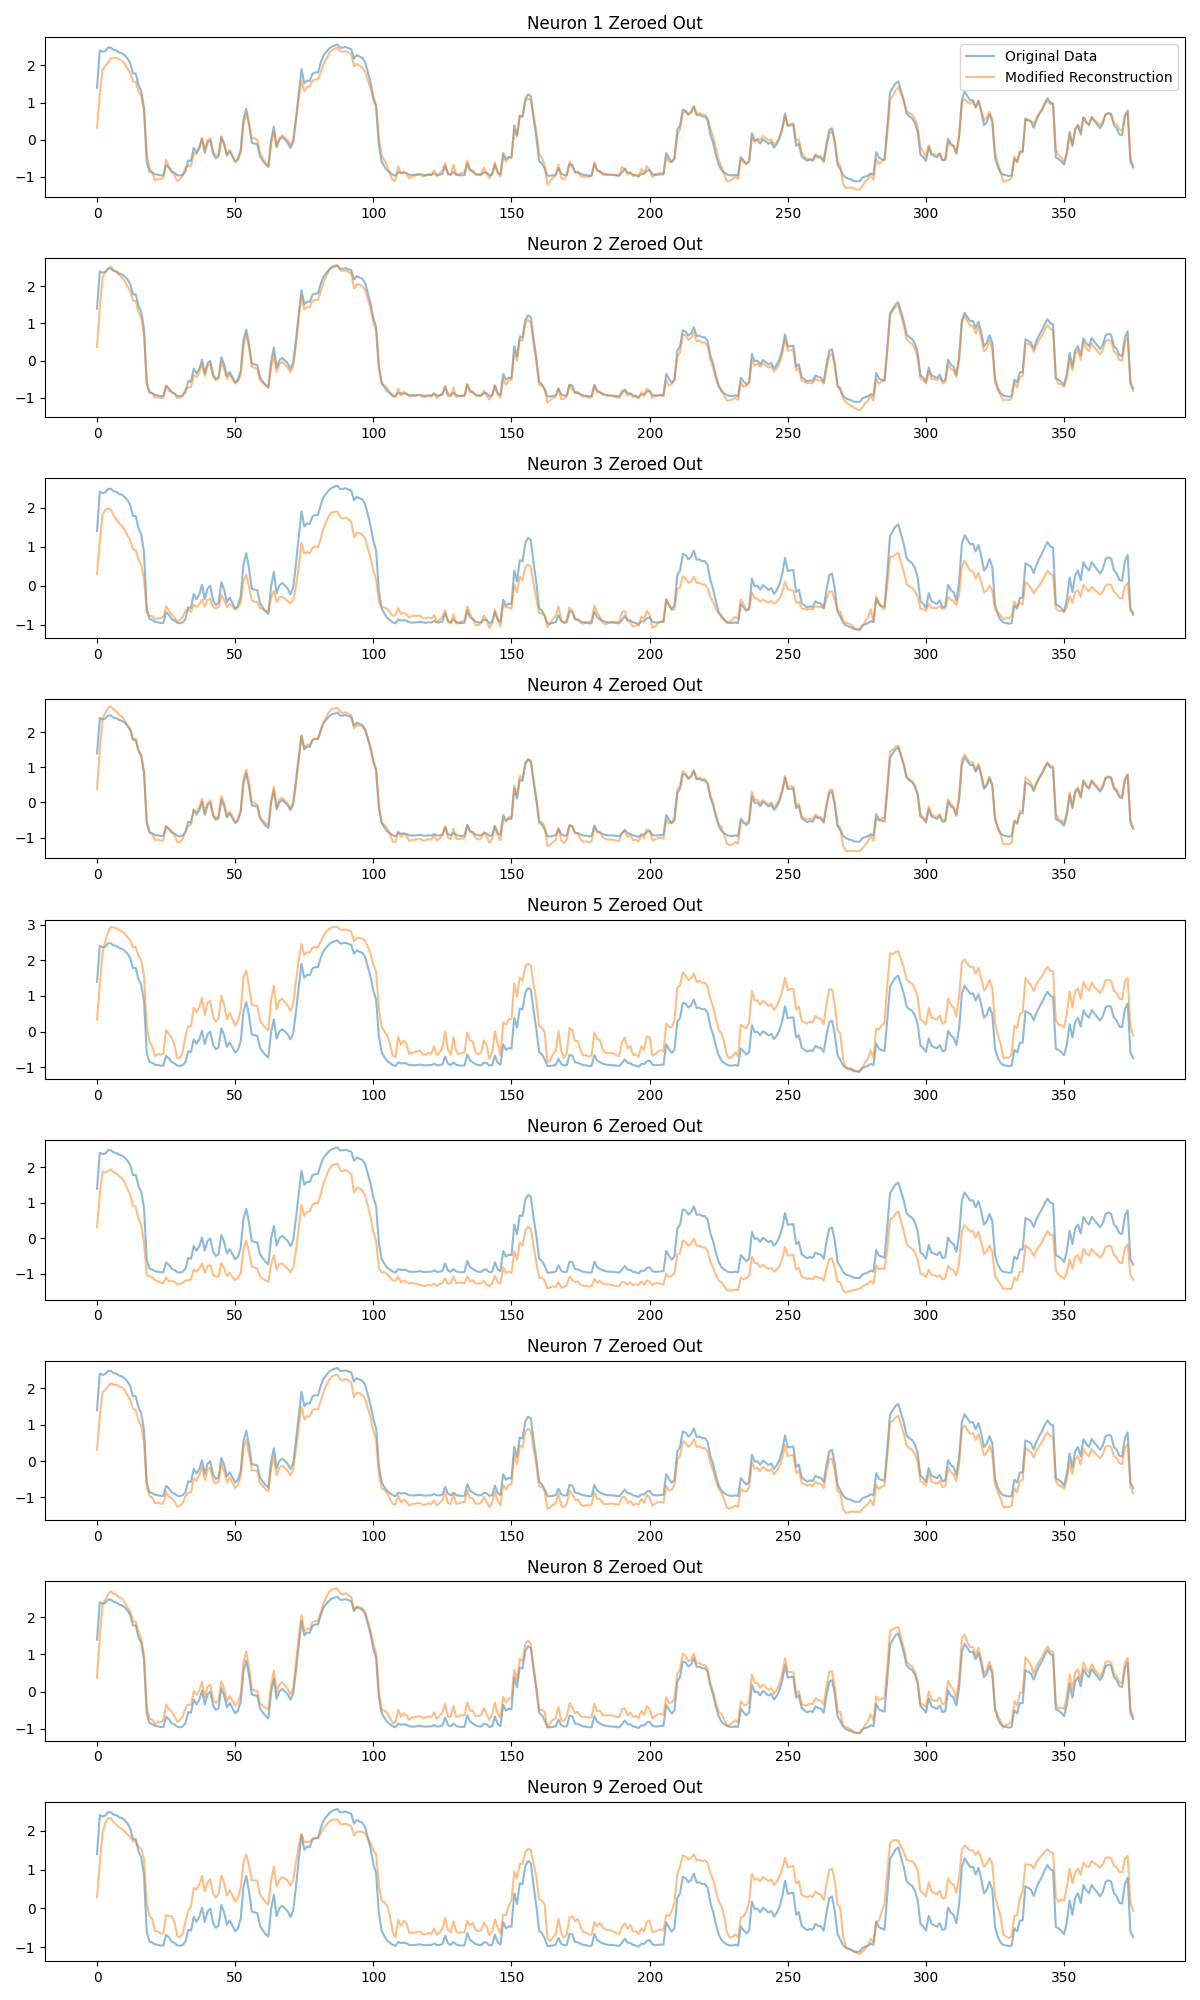 Neuron 1 Zeroed Out
Original Data
Modified Reconstruction
2
1
0
−1
0 50 100 150 200 250 300 350
Neuron 2 Zeroed Out
2
1
0
−1
0 50 100 150 200 250 300 350
Neuron 3 Zeroed Out
2
1
0
−1
0 50 100 150 200 250 300 350
Neuron 4 Zeroed Out
2
1
0
−1
0 50 100 150 200 250 300 350
Neuron 5 Zeroed Out
3
2
1
0
−1
0 50 100 150 200 250 300 350
Neuron 6 Zeroed Out
2
1
0
−1
0 50 100 150 200 250 300 350
Neuron 7 Zeroed Out
2
1
0
−1
0 50 100 150 200 250 300 350
Neuron 8 Zeroed Out
2
1
0
−1
0 50 100 150 200 250 300 350
Neuron 9 Zeroed Out
2
1
0
−1
0 50 100 150 200 250 300 350